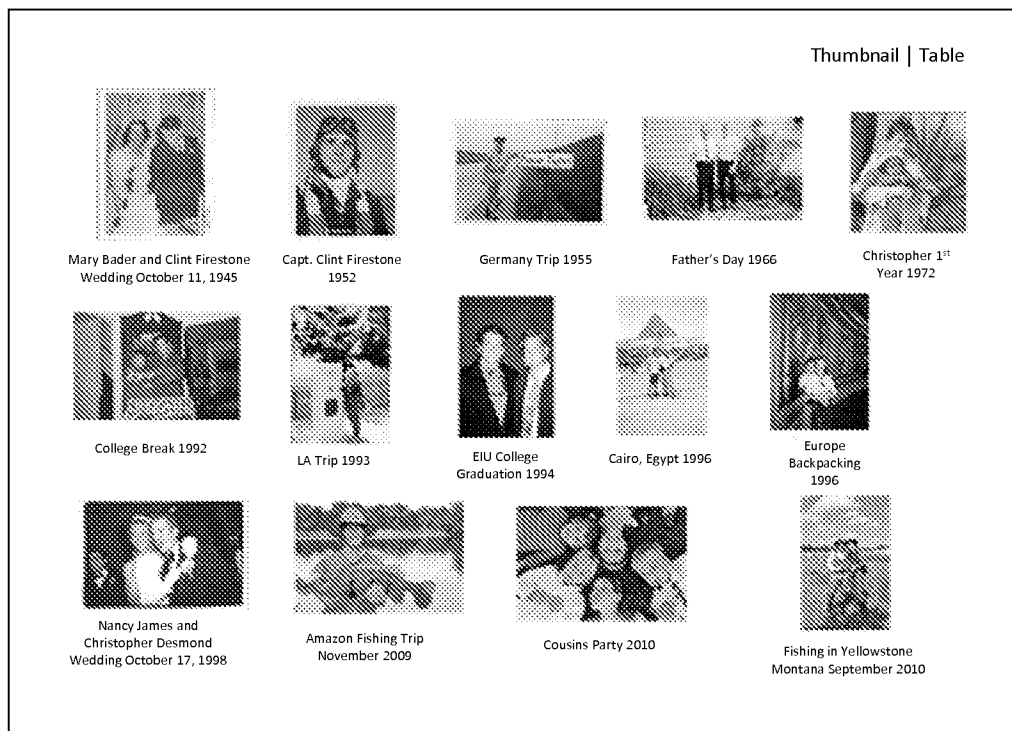 Thumbnail | Table
Mary Bader and Clint Firestone
Wedding October 11, 1945
Capt. Clint Firestone
1952
Germany Trip 1955
Father's Day 1966
Christopher 1st
Year 1972
College Break 1992
LA Trip 1993
EIU College
Graduation 1994
Cairo, Egypt 1996
Europe
Backpacking
1996
Nancy James and
Christopher Desmond
Wedding October 17, 1998
Amazon Fishing Trip
November 2009
Cousins Party 2010
Fishing in Yellowstone
Montana September 2010